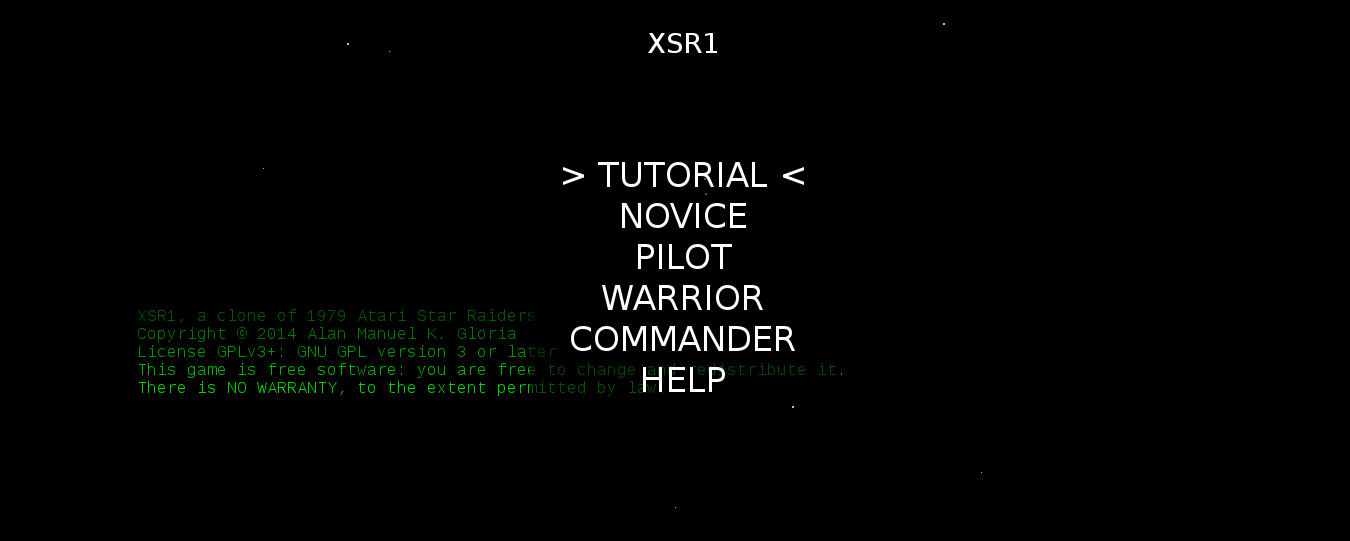 XSR1
> TUTORIAL <
NOVICE
PILOT
WARRIOR
COMMANDER
HELP
XSR1, a clone of 1979 Atari Star Raiders
Copyright © 2014 Alan Manuel K. Gloria
License GPLv3+: GNU GPL version 3 or later
This game is free software: you are free to change and redistribute it.
There is NO WARRANTY, to the extent permitted by law